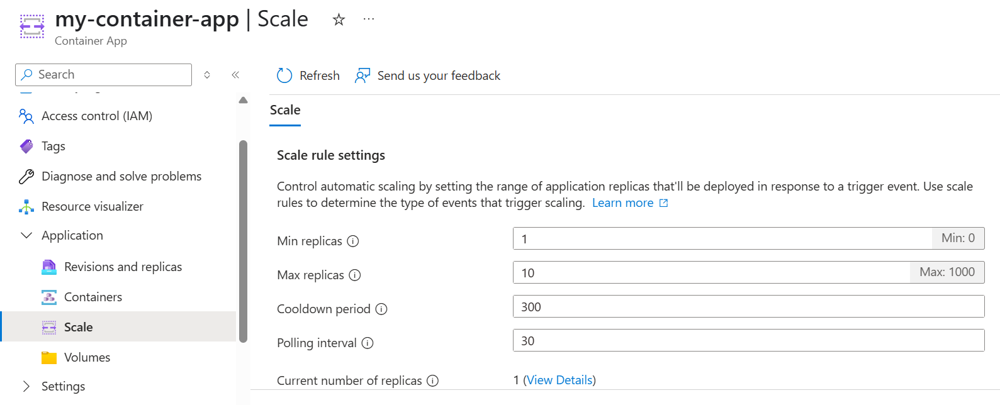 my-container-app | Scale
Container App
Search
Refresh
Send us your feedback
Access control (IAM)
Tags
Diagnose and solve problems
Resource visualizer
Application
Revisions and replicas
Containers
Scale
Volumes
Settings
Scale
Scale rule settings
Control automatic scaling by setting the range of application replicas that'll be deployed in response to a trigger event. Use scale
rules to determine the type of events that trigger scaling. Learn more
Min replicas
1
Min: 0
Max replicas
10
Max: 1000
Cooldown period
300
Polling interval
30
Current number of replicas
1 (View Details)